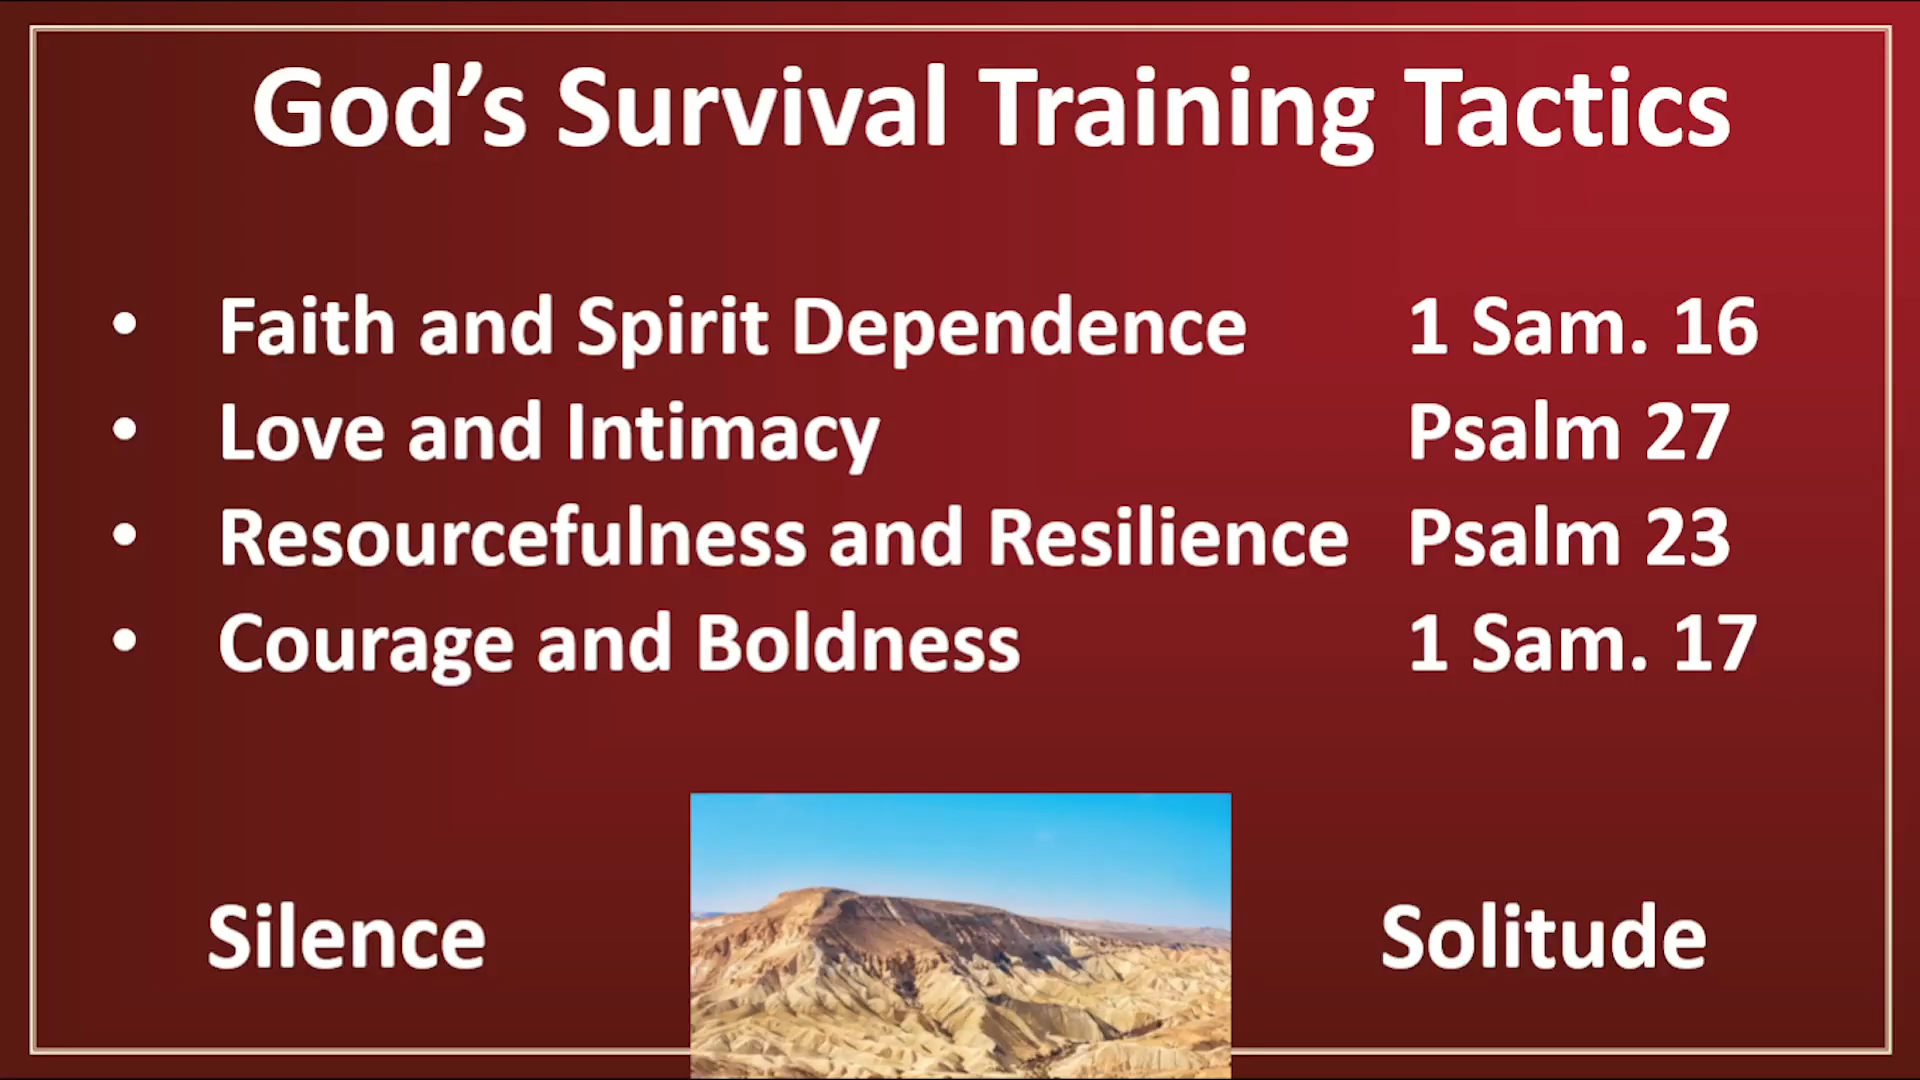 God’s Survival Training Tactics
• Faith and Spirit Dependence 1 Sam. 16
• Love and Intimacy Psalm 27
• Resourcefulness and Resilience Psalm 23
• Courage and Boldness 1 Sam. 17
Silence Solitude